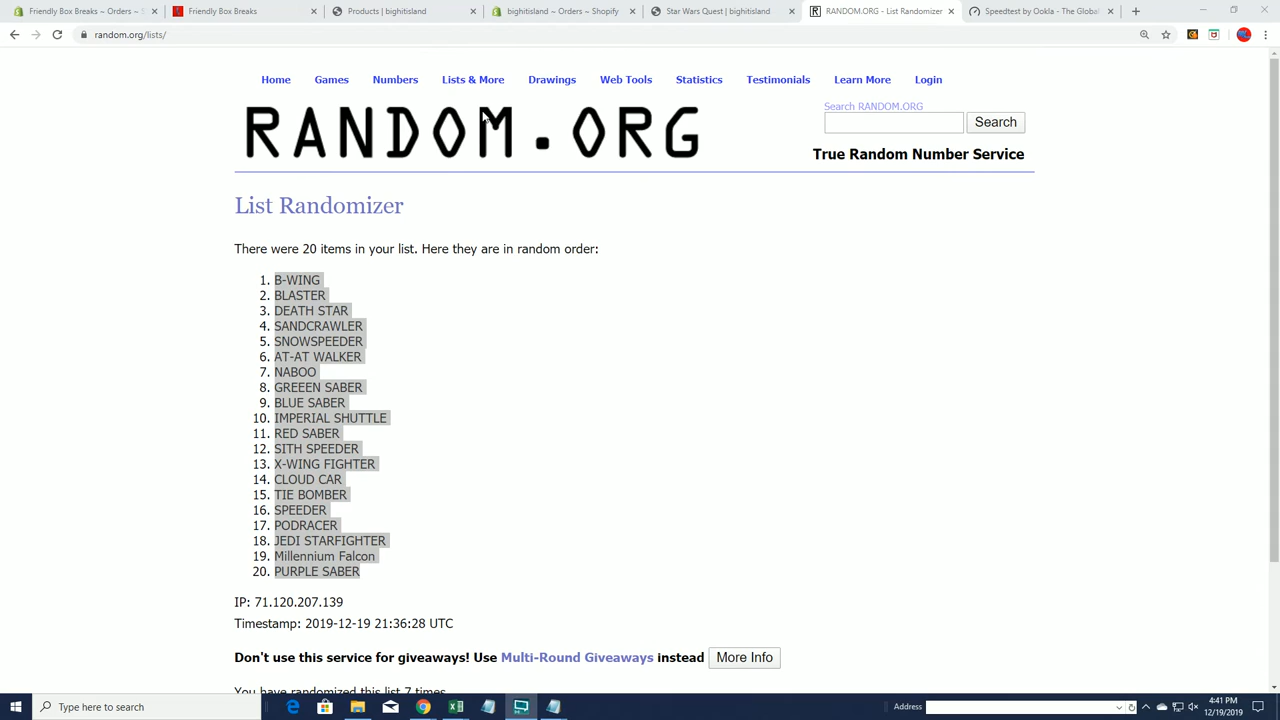 Friendly Box Breaks ~ Orders ~ S
Friendly Box Breaks
Products | bighitisland
bighitisland ~ Orders ~ Shopify
Star Wars Quest | bighitisland
RANDOM.ORG - List Randomizer
Speedtest by Ookla - The Global
random.org/lists/
Home Games Numbers Lists & More Drawings Web Tools Statistics Testimonials Learn More Login
RANDOM.ORG
Search RANDOM.ORG
Search
True Random Number Service
List Randomizer
There were 20 items in your list. Here they are in random order:
1. B-WING
2. BLASTER
3. DEATH STAR
4. SANDCRAWLER
5. SNOWSPEEDER
6. AT-AT WALKER
7. NABOO
8. GREEEN SABER
9. BLUE SABER
10. IMPERIAL SHUTTLE
11. RED SABER
12. SITH SPEEDER
13. X-WING FIGHTER
14. CLOUD CAR
15. TIE BOMBER
16. SPEEDER
17. PODRACER
18. JEDI STARFIGHTER
19. Millennium Falcon
20. PURPLE SABER
IP: 71.120.207.139
Timestamp: 2019-12-19 21:36:28 UTC
Don't use this service for giveaways! Use Multi-Round Giveaways instead More Info
You have randomized this list 7 times
Type here to search
Address
4:41 PM
12/19/2019